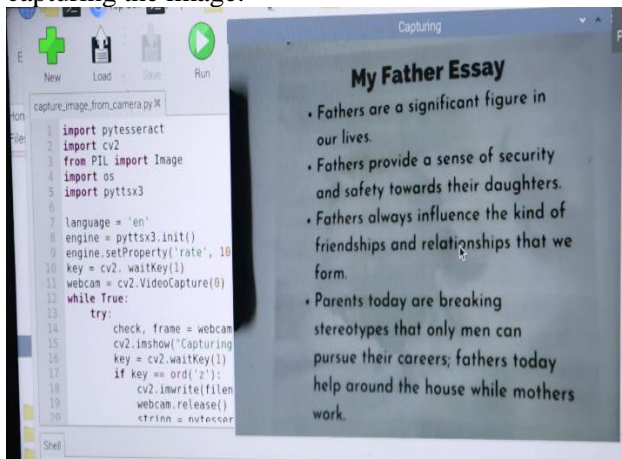 capturing the image.
Capturing
New Load Save Run
capture_image_from_camera.py
1 import pytesseract
2 import cv2
3 from PIL import Image
4 import os
5 import pyttsx3
6
7 language = 'en'
8 engine = pyttsx3.init()
9 engine.setProperty('rate', 10
10 key = cv2. waitKey(1)
11 webcam = cv2.VideoCapture(0)
12 while True:
13 try:
14 check, frame = webcam
15 cv2.imshow("Capturing
16 key = cv2.waitKey(1)
17 if key == ord('z'):
18 cv2.imwrite(filen
19 webcam.release()
20 string = pytesser
Shell
My Father Essay
• Fathers are a significant figure in
our lives.
• Fathers provide a sense of security
and safety towards their daughters.
• Fathers always influence the kind of
friendships and relationships that we
form.
• Parents today are breaking
stereotypes that only men can
pursue their careers; fathers today
help around the house while mothers
work.